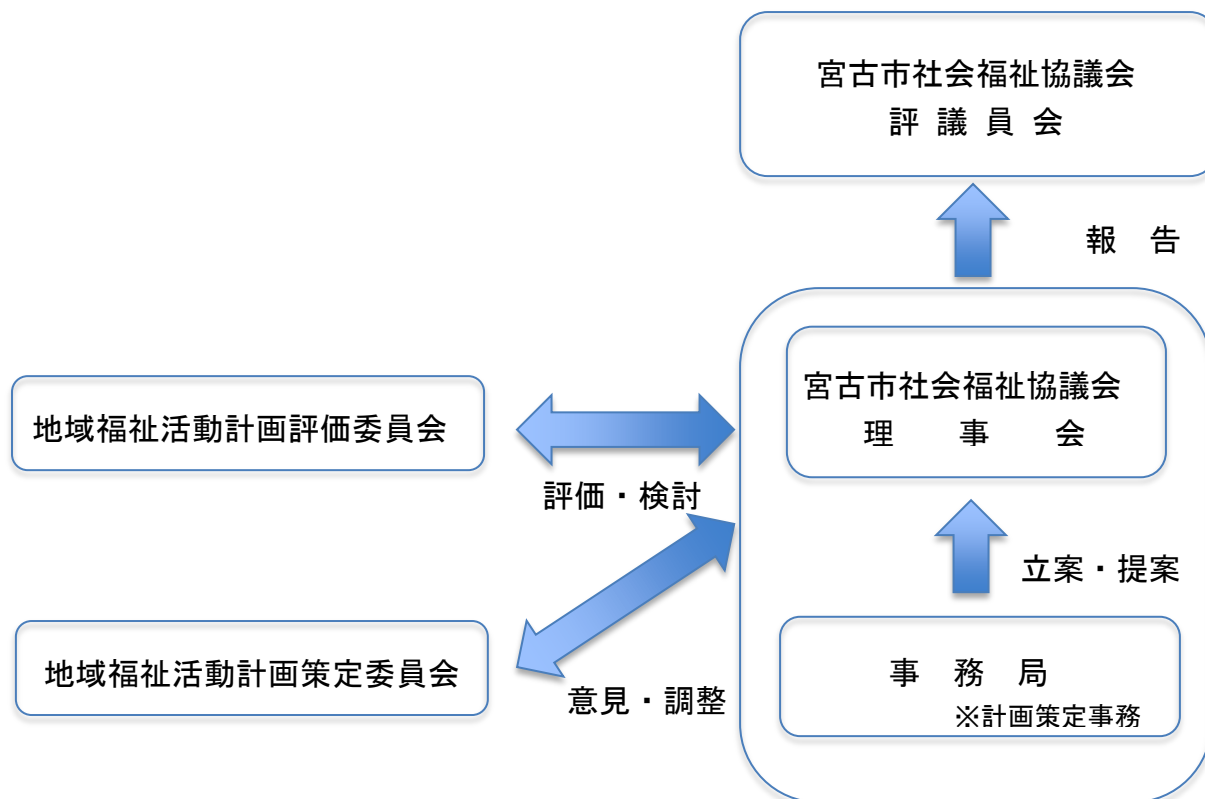 宮古市社会福祉協議会
評 議 員 会
報　告
宮古市社会福祉協議会
理　事　会
地域福祉活動計画評価委員会
評価・検討
立案・提案
地域福祉活動計画策定委員会
意見・調整
事　務　局
※計画策定事務